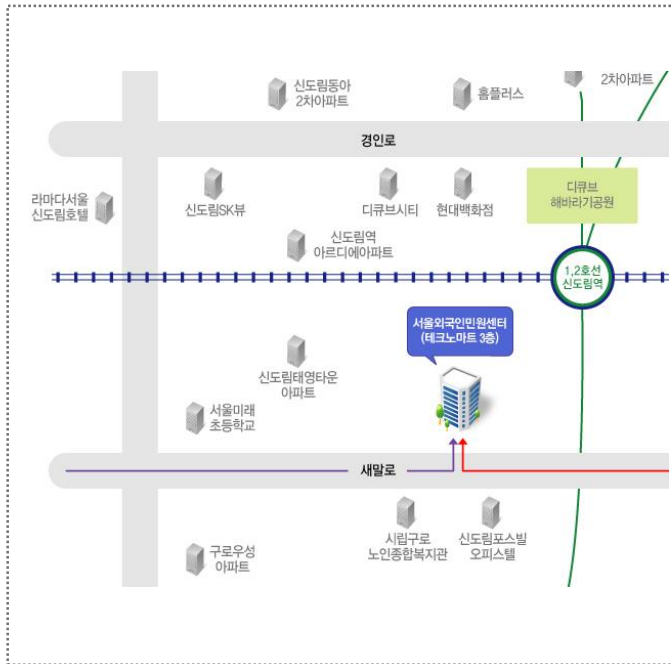 신도림동아
2차아파트
홈플러스
2차아파트
경인로
라마다서울
신도림호텔
신도림SK뷰
디큐브시티
현대백화점
디큐브
해바라기공원
신도림역
아르디에아파트
1,2호선
신도림역
서울외국인민원센터
(테크노마트 3층)
신도림태영타운
아파트
서울미래
초등학교
새말로
시립구로
노인종합복지관
신도림포스빌
오피스텔
구로우성
아파트